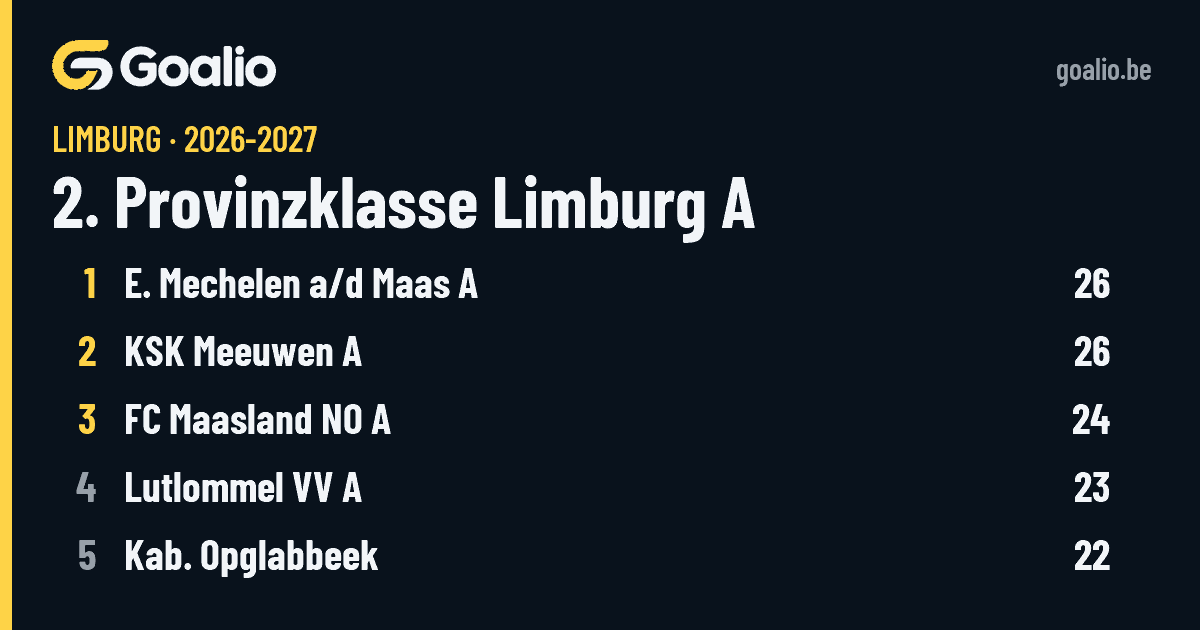 Goalio
goalio.be
LIMBURG · 2026-2027
2. Provinzklasse Limburg A
1 E. Mechelen a/d Maas A 26
2 KSK Meeuwen A 26
3 FC Maasland NO A 24
4 Lutlommel VV A 23
5 Kab. Opglabbeek 22